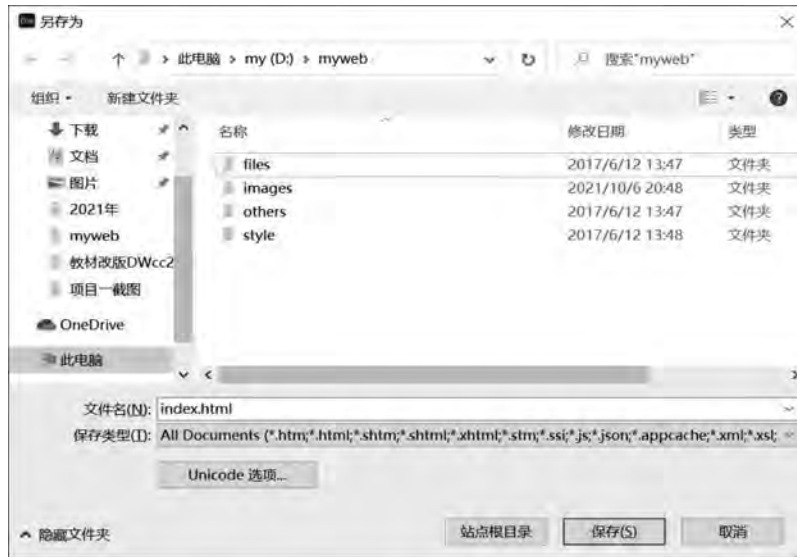 Dw 另存为
此电脑 > my (D:) > myweb
搜索"myweb"
组织 新建文件夹
下载
文档
图片
2021年
myweb
教材改版DWcc2
项目一截图
OneDrive
此电脑
名称 修改日期 类型
files 2017/6/12 13:47 文件夹
images 2021/10/6 20:48 文件夹
others 2017/6/12 13:47 文件夹
style 2017/6/12 13:48 文件夹
文件名(N): index.html
保存类型(T): All Documents (*.htm;*.html;*.shtm;*.shtml;*.xhtml;*.stm;*.ssi;*.js;*.json;*.appcache;*.xml;*.xsl;
Unicode 选项...
隐藏文件夹 站点根目录 保存(S) 取消